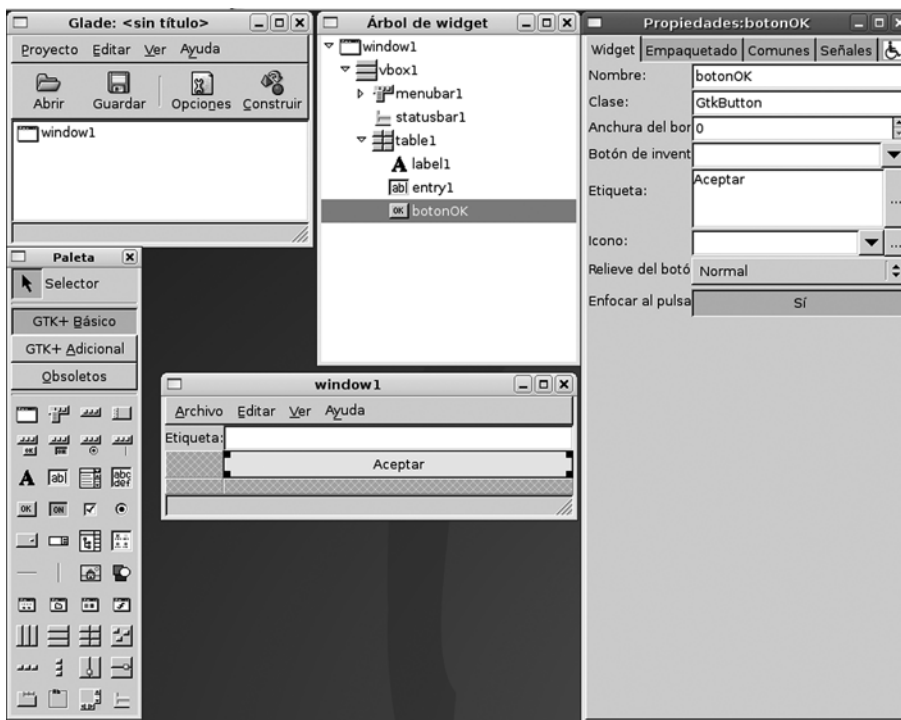 Glade: <sin título>
Proyecto Editar Ver Ayuda
Abrir Guardar Opciones Construir
window1
Paleta
Selector
GTK+ Básico
GTK+ Adicional
Obsoletos
Árbol de widget
window1
vbox1
menubar1
statusbar1
table1
A label1
ab| entry1
OK botonOK
window1
Archivo Editar Ver Ayuda
Etiqueta:
Aceptar
Propiedades:botonOK
Widget Empaquetado Comunes Señales
Nombre: botonOK
Clase: GtkButton
Anchura del bor 0
Botón de invent
Etiqueta: Aceptar
...
Icono: ...
Relieve del botó Normal
Enfocar al pulsa Sí